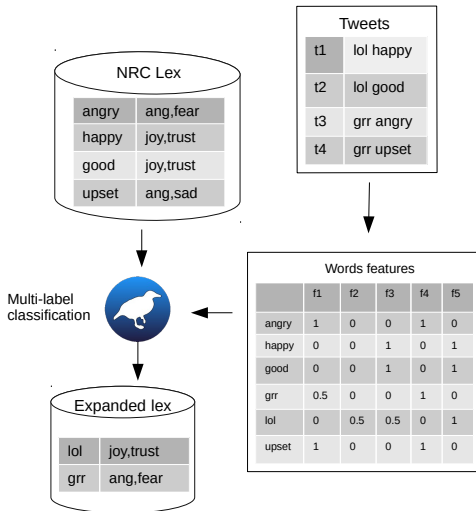 NRC Lex
angry ang,fear
happy joy,trust
good joy,trust
upset ang,sad
Tweets
t1 lol happy
t2 lol good
t3 grr angry
t4 grr upset
Multi-label
classification
Words features
f1 f2 f3 f4 f5
angry 1 0 0 1 0
happy 0 0 1 0 1
good 0 0 1 0 1
grr 0.5 0 0 1 0
lol 0 0.5 0.5 0 1
upset 1 0 0 1 0
Expanded lex
lol joy,trust
grr ang,fear